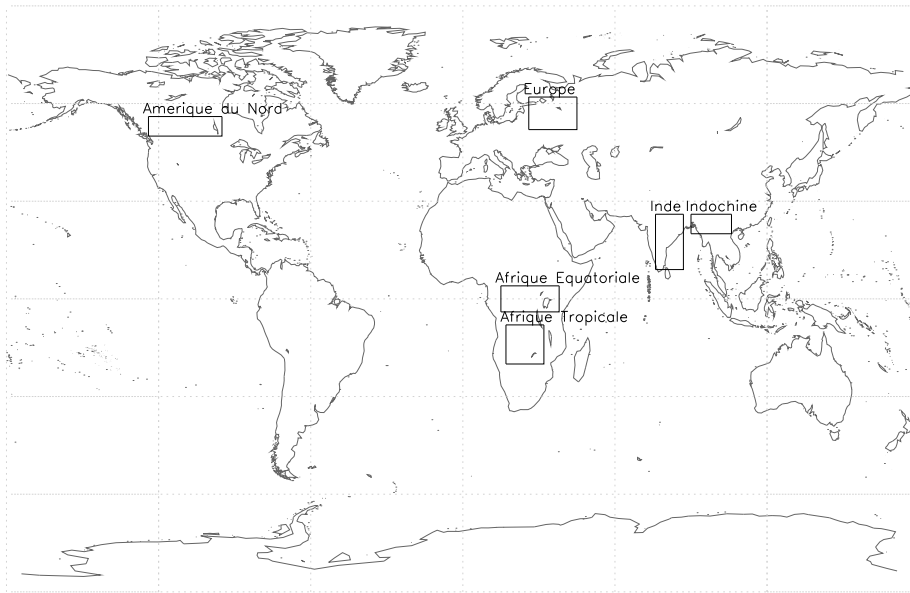 Europe
Amerique du Nord
Inde
Indochine
Afrique Equatoriale
Afrique Tropicale